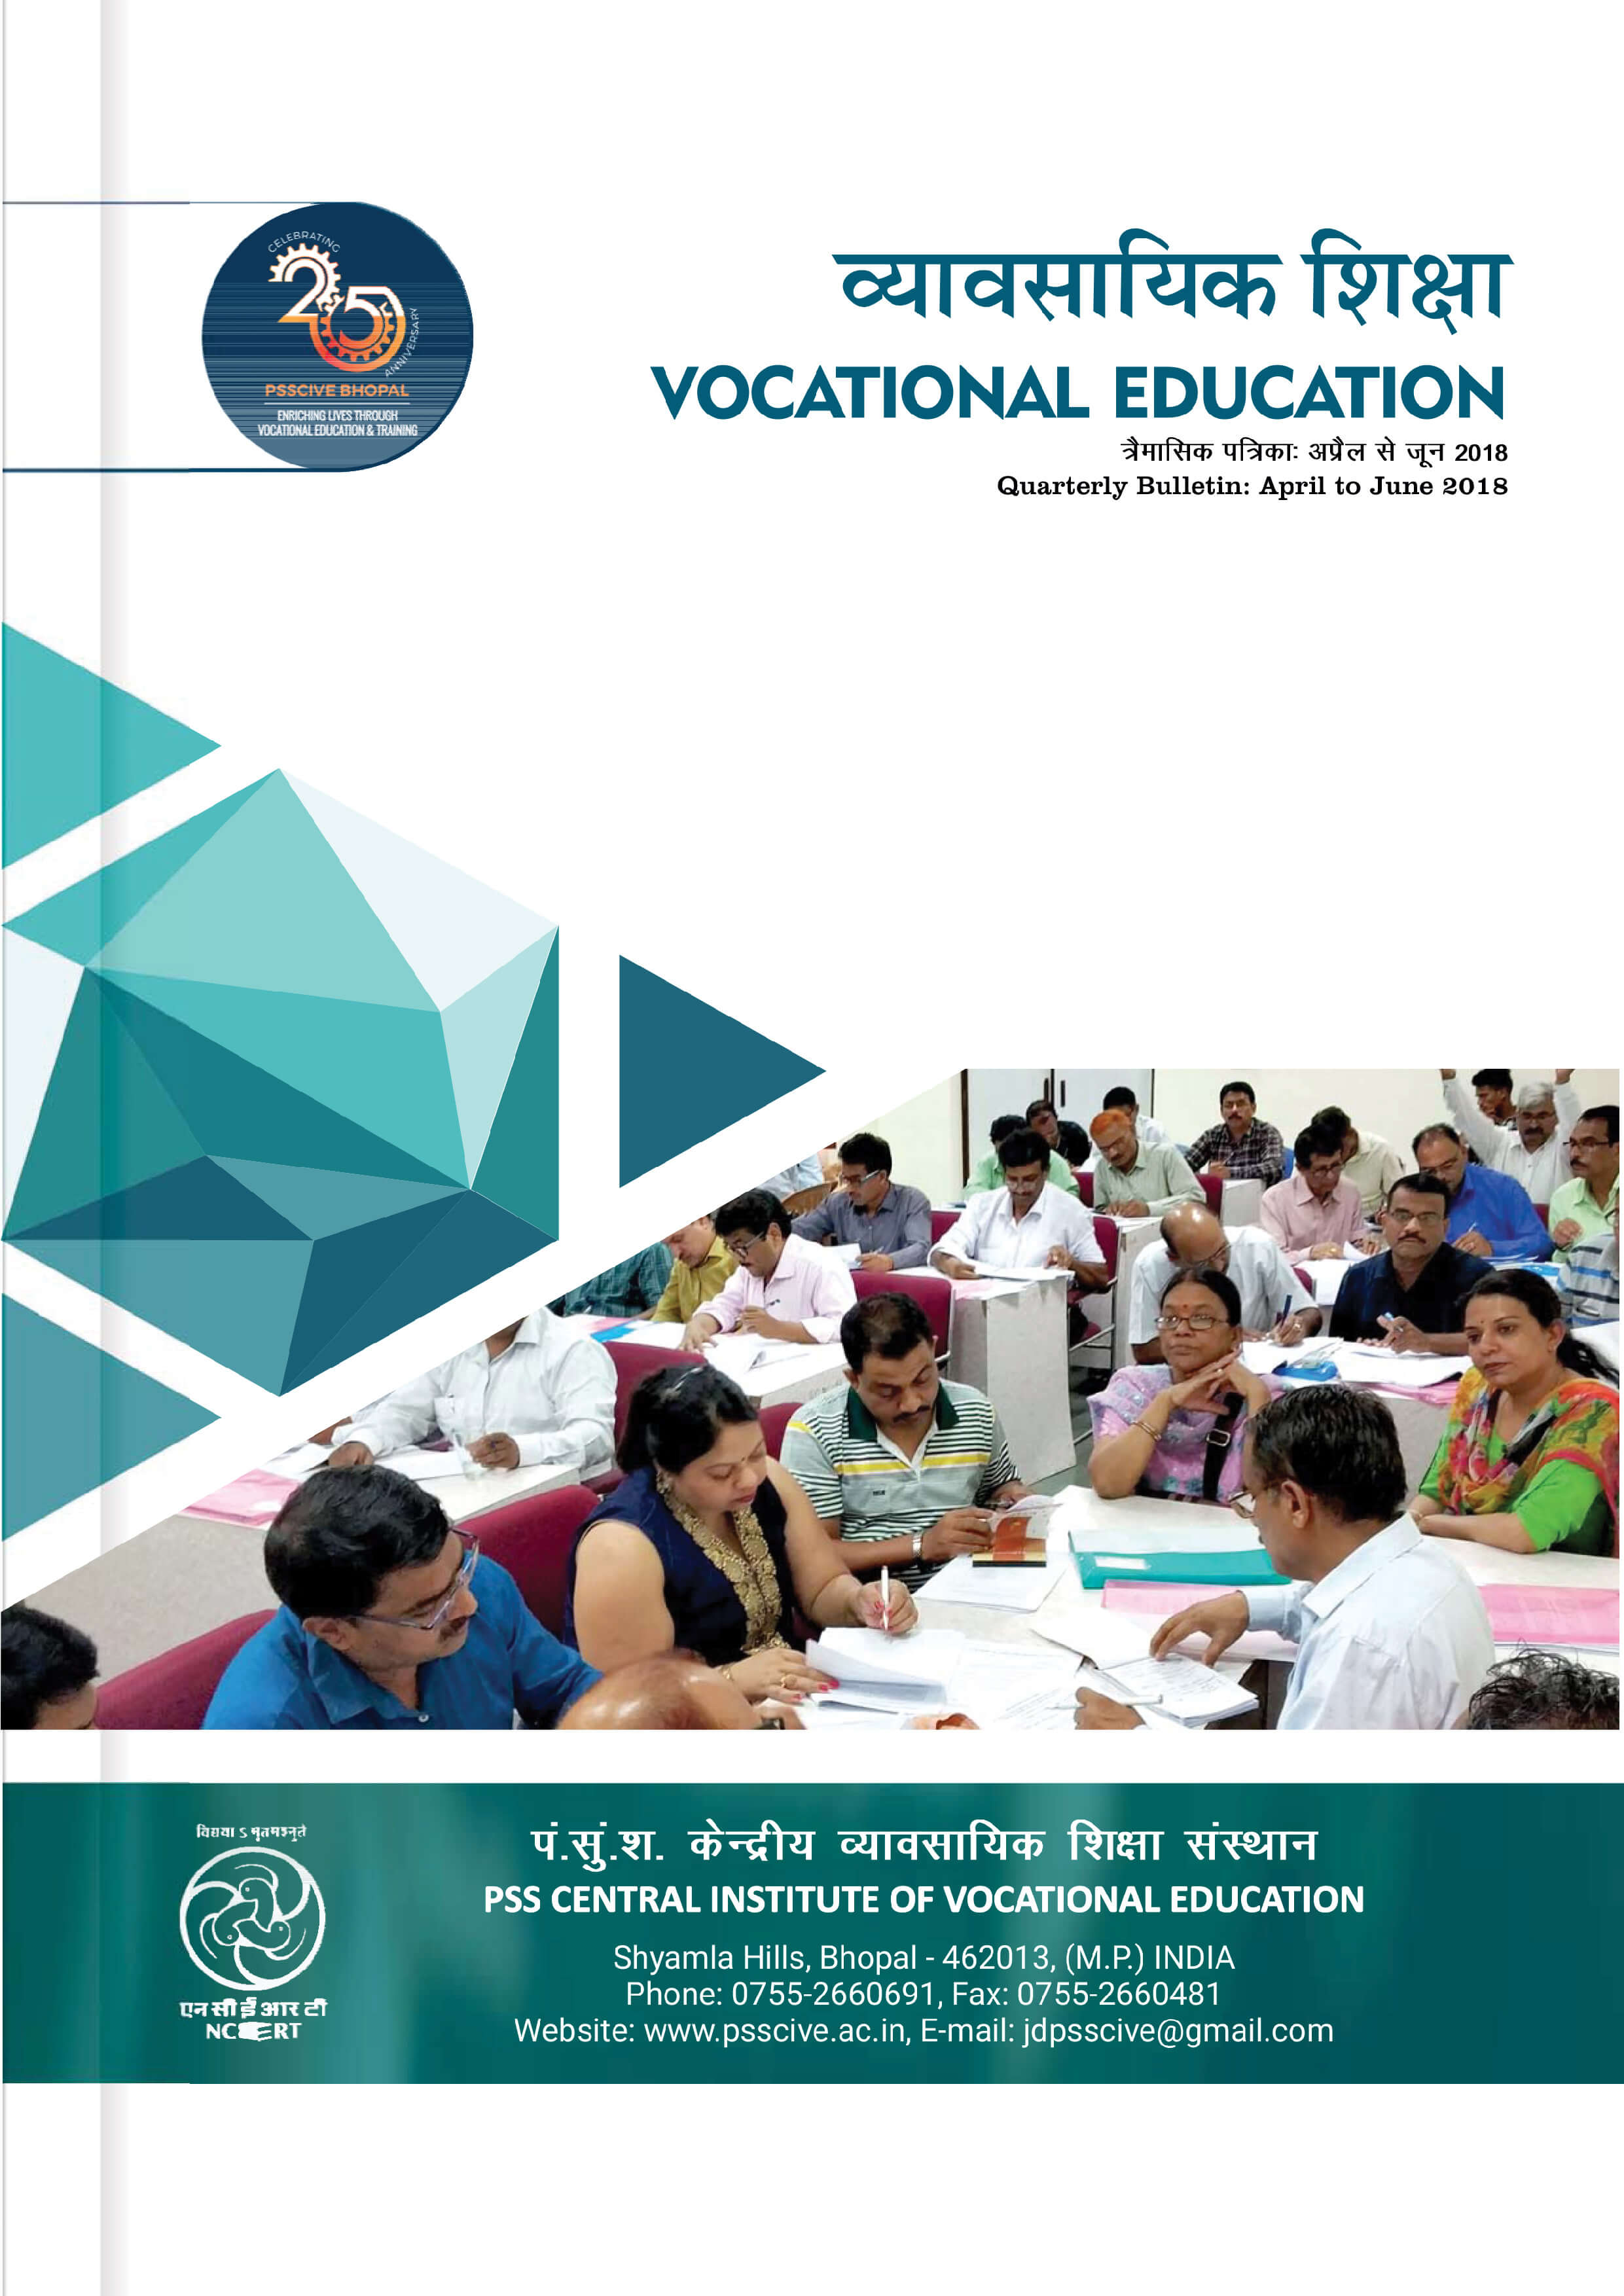 CELEBRATING
25
ANNIVERSARY
PSSCIVE BHOPAL
ENRICHING LIVES THROUGH
VOCATIONAL EDUCATION & TRAINING
व्यावसायिक शिक्षा
VOCATIONAL EDUCATION
त्रैमासिक पत्रिकाः अप्रैल से जून 2018
Quarterly Bulletin: April to June 2018
विद्यया ऽ मृतमश्नुते
एन सी ई आर टी
NCERT
पं.सुं.श. केन्द्रीय व्यावसायिक शिक्षा संस्थान
PSS CENTRAL INSTITUTE OF VOCATIONAL EDUCATION
Shyamla Hills, Bhopal - 462013, (M.P.) INDIA
Phone: 0755-2660691, Fax: 0755-2660481
Website: www.psscive.ac.in, E-mail: jdpsscive@gmail.com